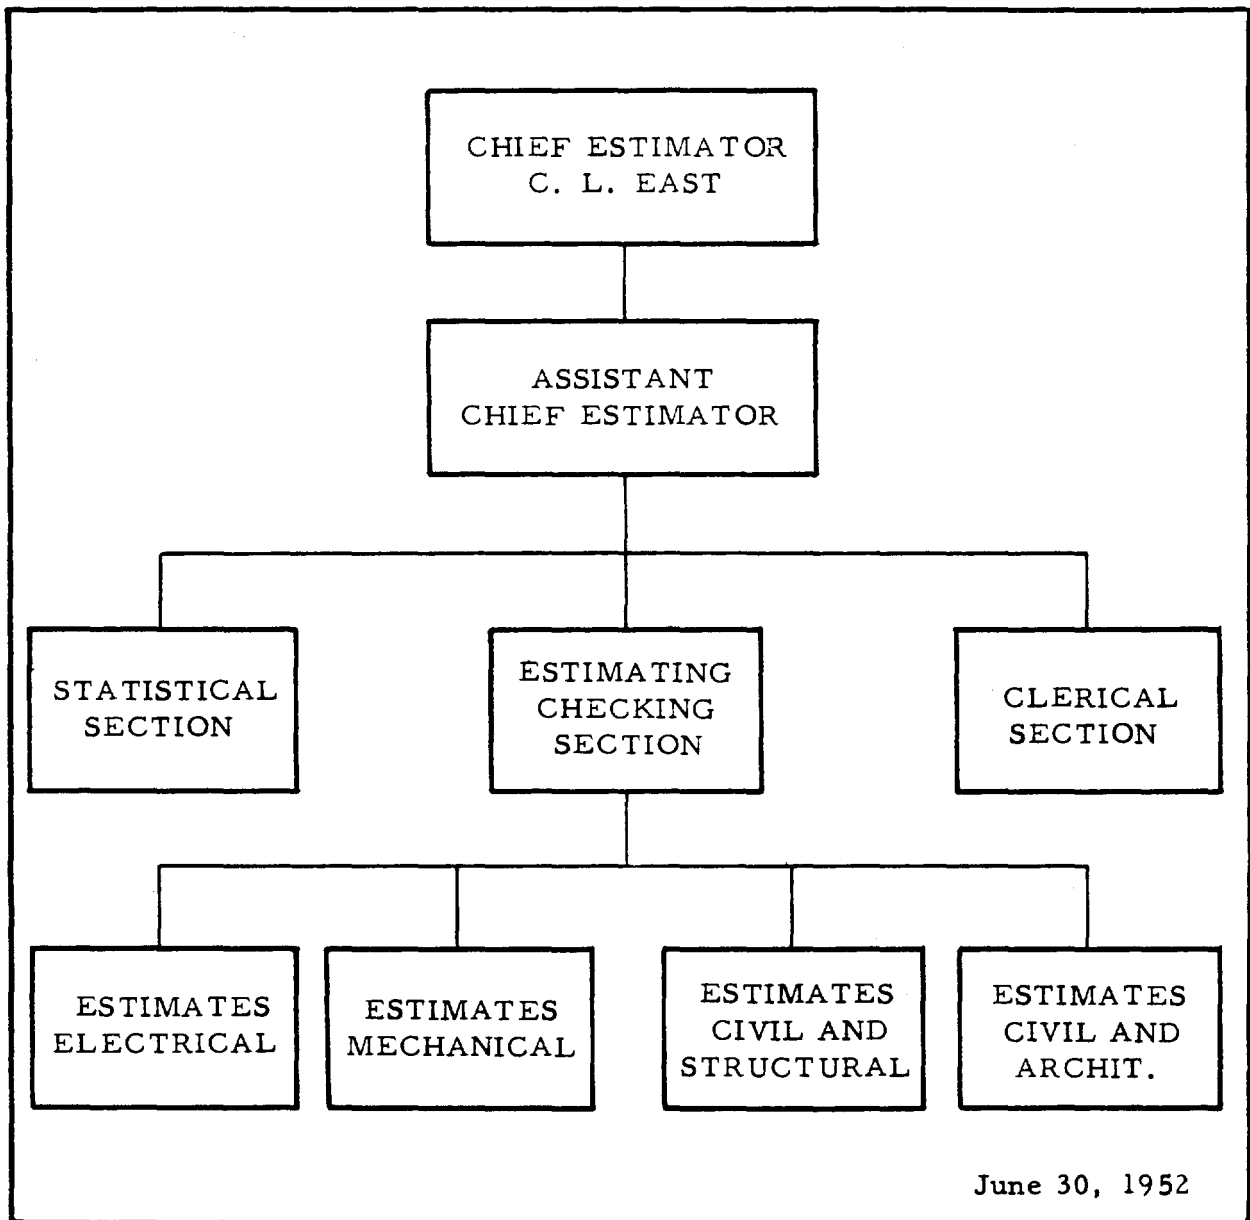 CHIEF ESTIMATOR
C. L. EAST
ASSISTANT
CHIEF ESTIMATOR
STATISTICAL
SECTION
ESTIMATING
CHECKING
SECTION
CLERICAL
SECTION
ESTIMATES
ELECTRICAL
ESTIMATES
MECHANICAL
ESTIMATES
CIVIL AND
STRUCTURAL
ESTIMATES
CIVIL AND
ARCHIT.
June 30, 1952